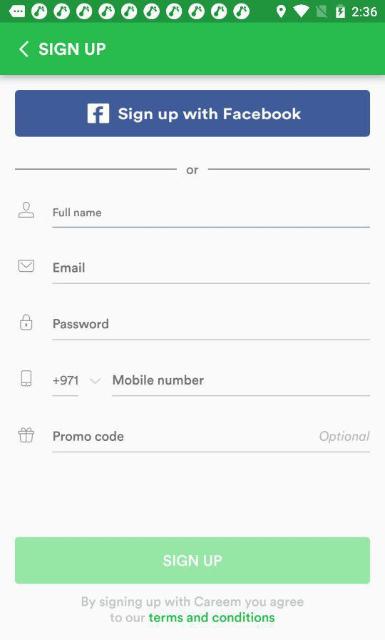 2:36
SIGN UP
Sign up with Facebook
or
Full name
Email
Password
+971 Mobile number
Promo code Optional
SIGN UP
By signing up with Careem you agree
to our terms and conditions